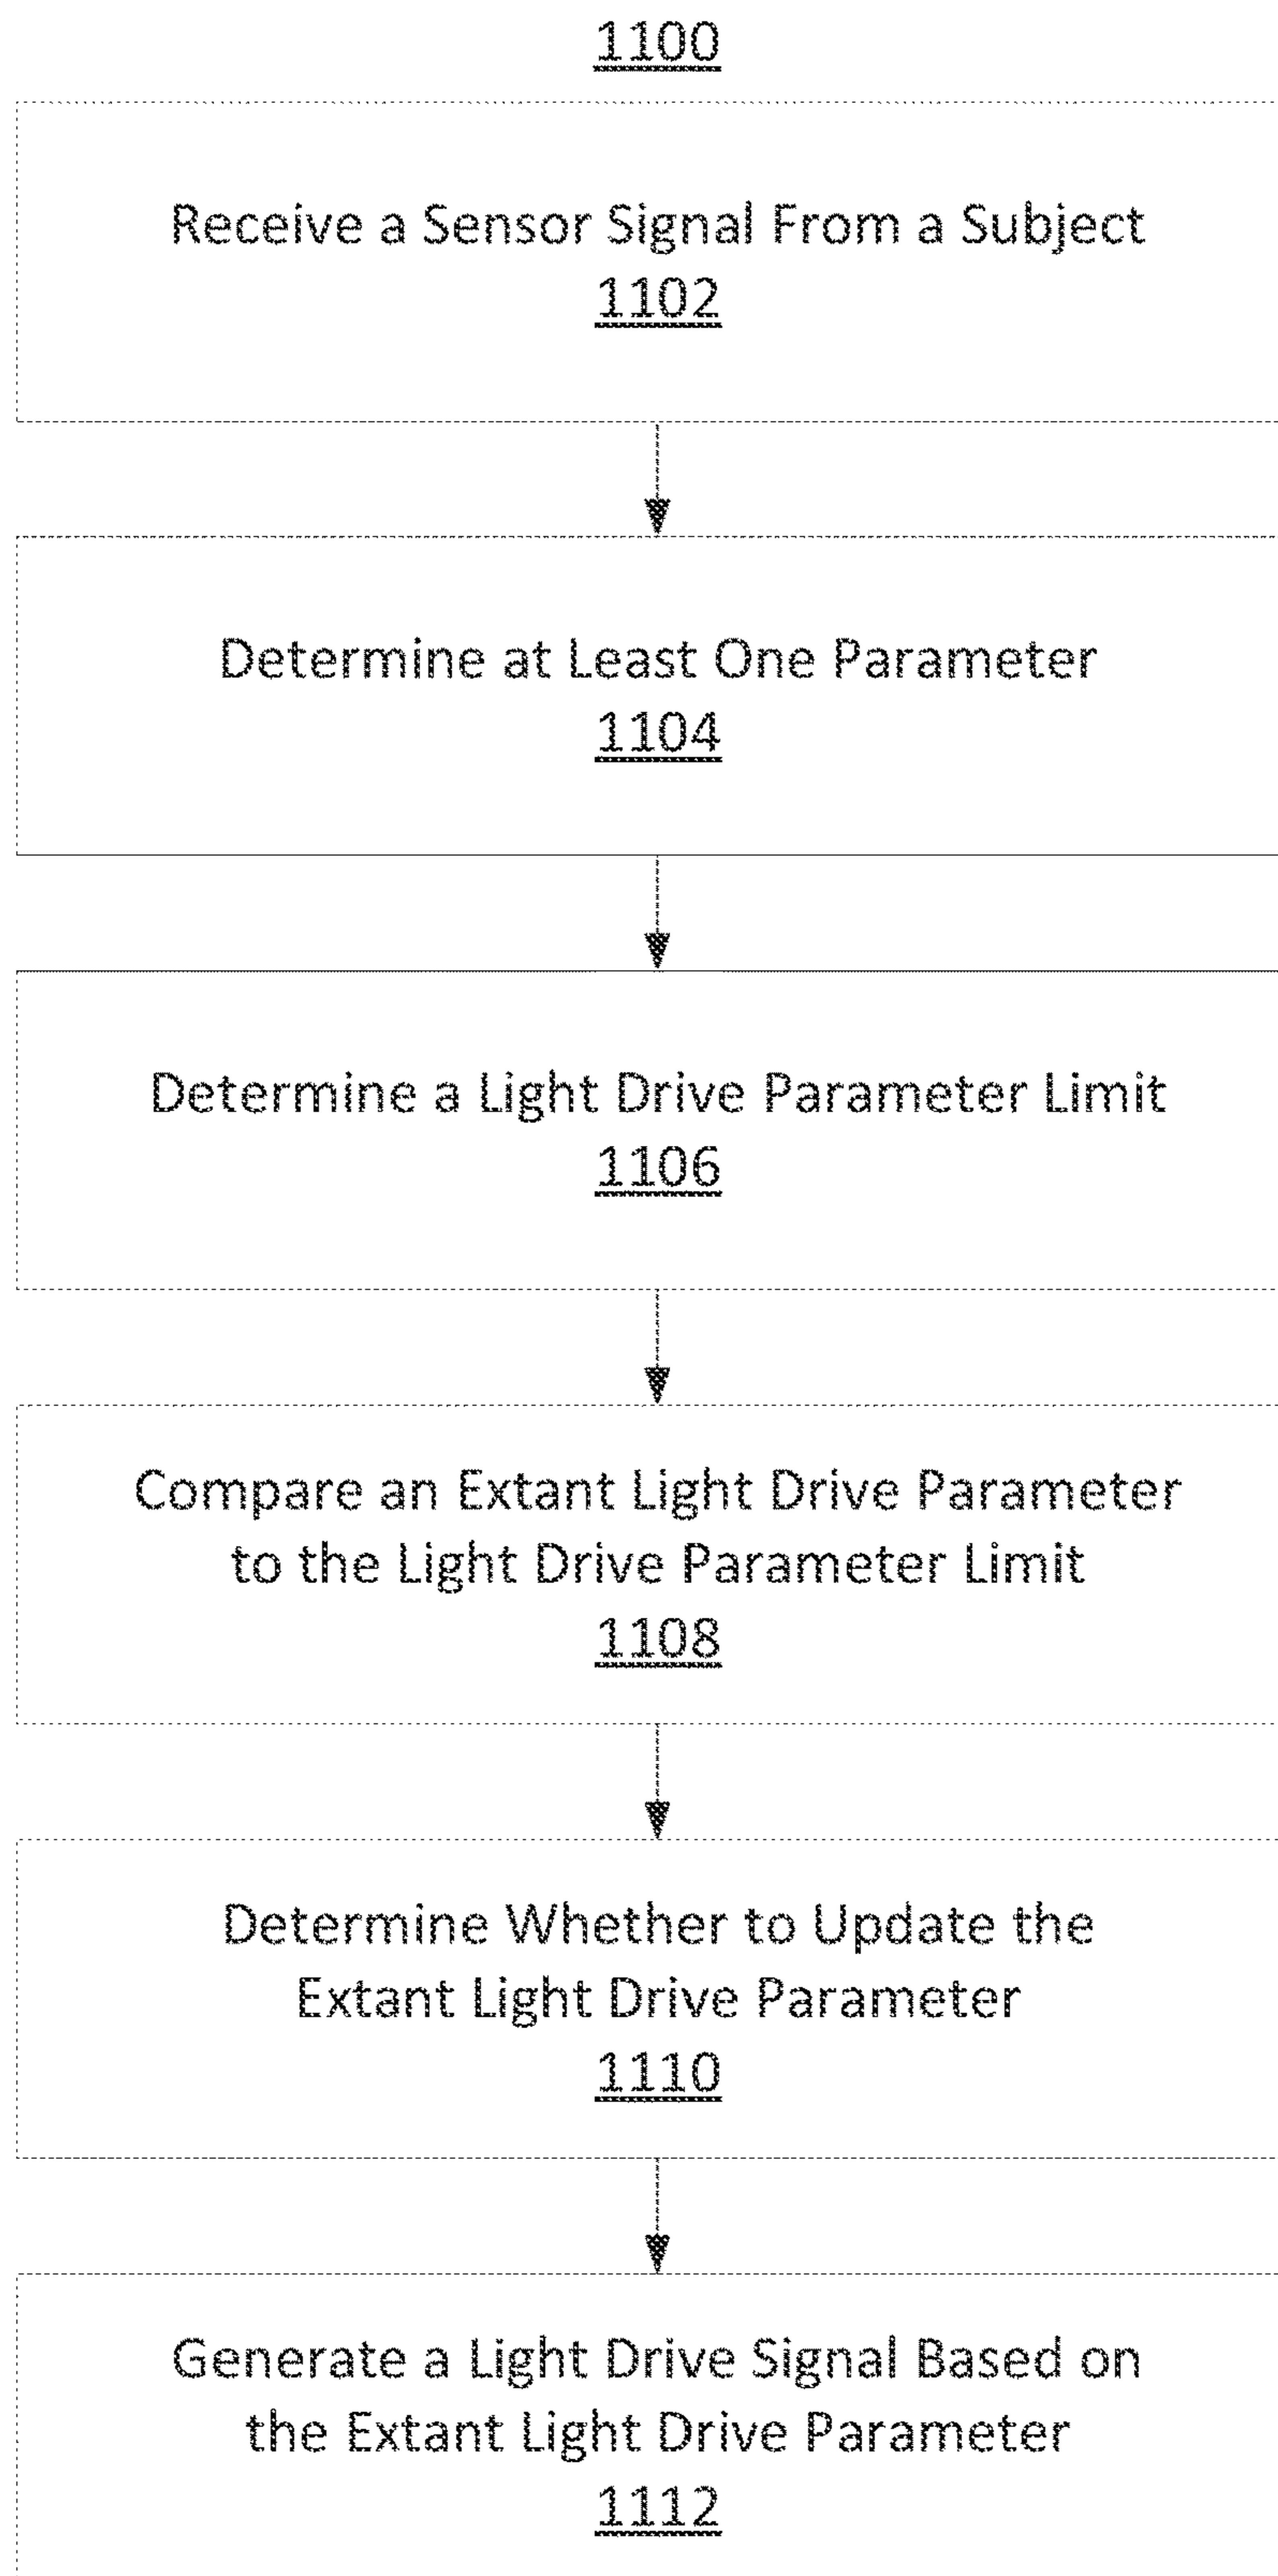 1100
Receive a Sensor Signal From a Subject
1102
Determine at Least One Parameter
1104
Determine a Light Drive Parameter Limit
1106
Compare an Extant Light Drive Parameter
to the Light Drive Parameter Limit
1108
Determine Whether to Update the
Extant Light Drive Parameter
1110
Generate a Light Drive Signal Based on
the Extant Light Drive Parameter
1112